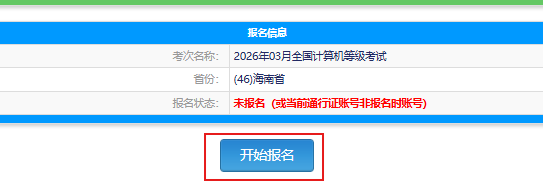 报名信息
考次名称： 2026年03月全国计算机等级考试
省份： (46)海南省
报名状态： 未报名（或当前通行证账号非报名时账号）
开始报名